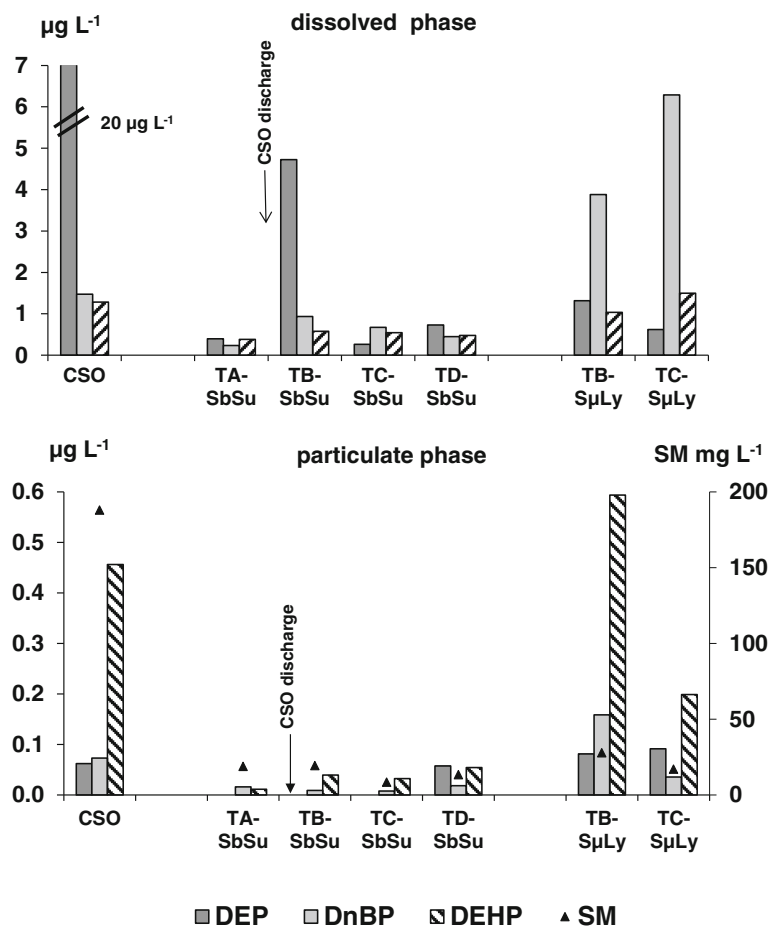 µg L-1 dissolved phase
7
6
5
4
3
2
1
0
20 µg L-1
CSO discharge
CSO TA-SbSu TB-SbSu TC-SbSu TD-SbSu TB-SµLy TC-SµLy
µg L-1 particulate phase SM mg L-1
0.6
0.5
0.4
0.3
0.2
0.1
0.0
CSO discharge
200
150
100
50
0
CSO TA-SbSu TB-SbSu TC-SbSu TD-SbSu TB-SµLy TC-SµLy
DEP DnBP DEHP SM